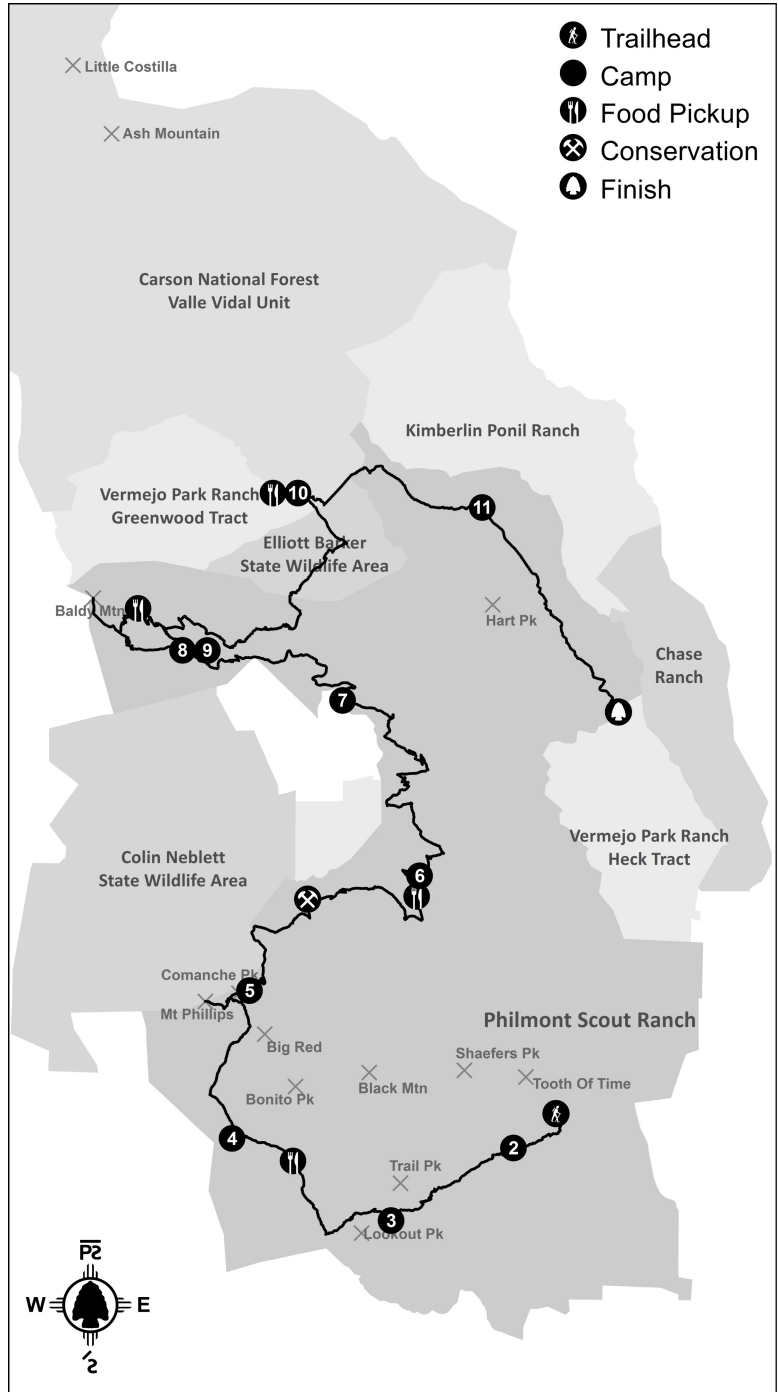 Trailhead
Camp
Food Pickup
Conservation
Finish
Little Costilla
Ash Mountain
Carson National Forest
Valle Vidal Unit
Kimberlin Ponil Ranch
Vermejo Park Ranch
Greenwood Tract
10
11
Elliott Barker
State Wildlife Area
Baldy Mtn
Hart Pk
8
9
Chase
Ranch
7
Vermejo Park Ranch
Heck Tract
Colin Neblett
State Wildlife Area
6
Comanche Pk
5
Mt Phillips
Philmont Scout Ranch
Big Red
Shaefers Pk
Black Mtn
Tooth Of Time
Bonito Pk
4
2
Trail Pk
3
Lookout Pk
W
E